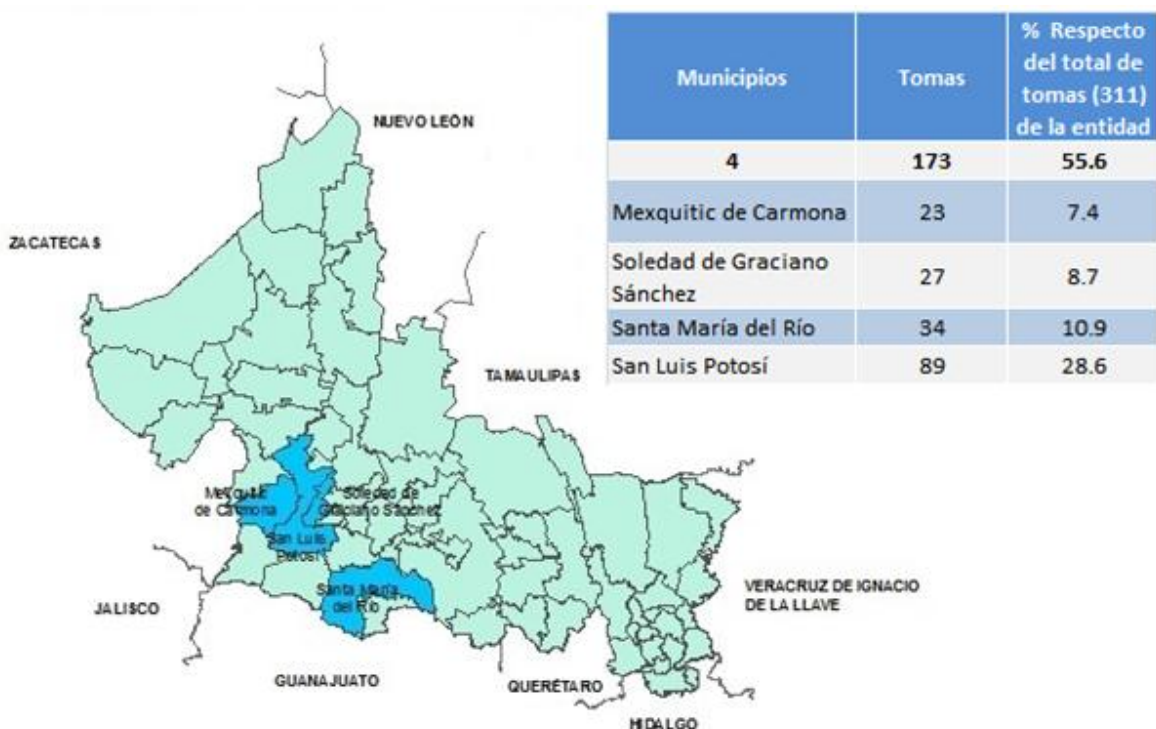 Municipios
Tomas
% Respecto
del total de
tomas (311)
de la entidad
4 173 55.6
Mexquitic de Carmona 23 7.4
Soledad de Graciano
Sánchez
27 8.7
Santa María del Río 34 10.9
San Luis Potosí 89 28.6
NUEVO LEÓN
ZACATECAS
TAMAULIPAS
Mexquitic
de Carmona
Soledad de
Graciano Sánchez
San Luis
Potosí
Santa María
del Río
VERACRUZ DE IGNACIO
DE LA LLAVE
JALISCO
GUANAJUATO
QUERÉTARO
HIDALGO